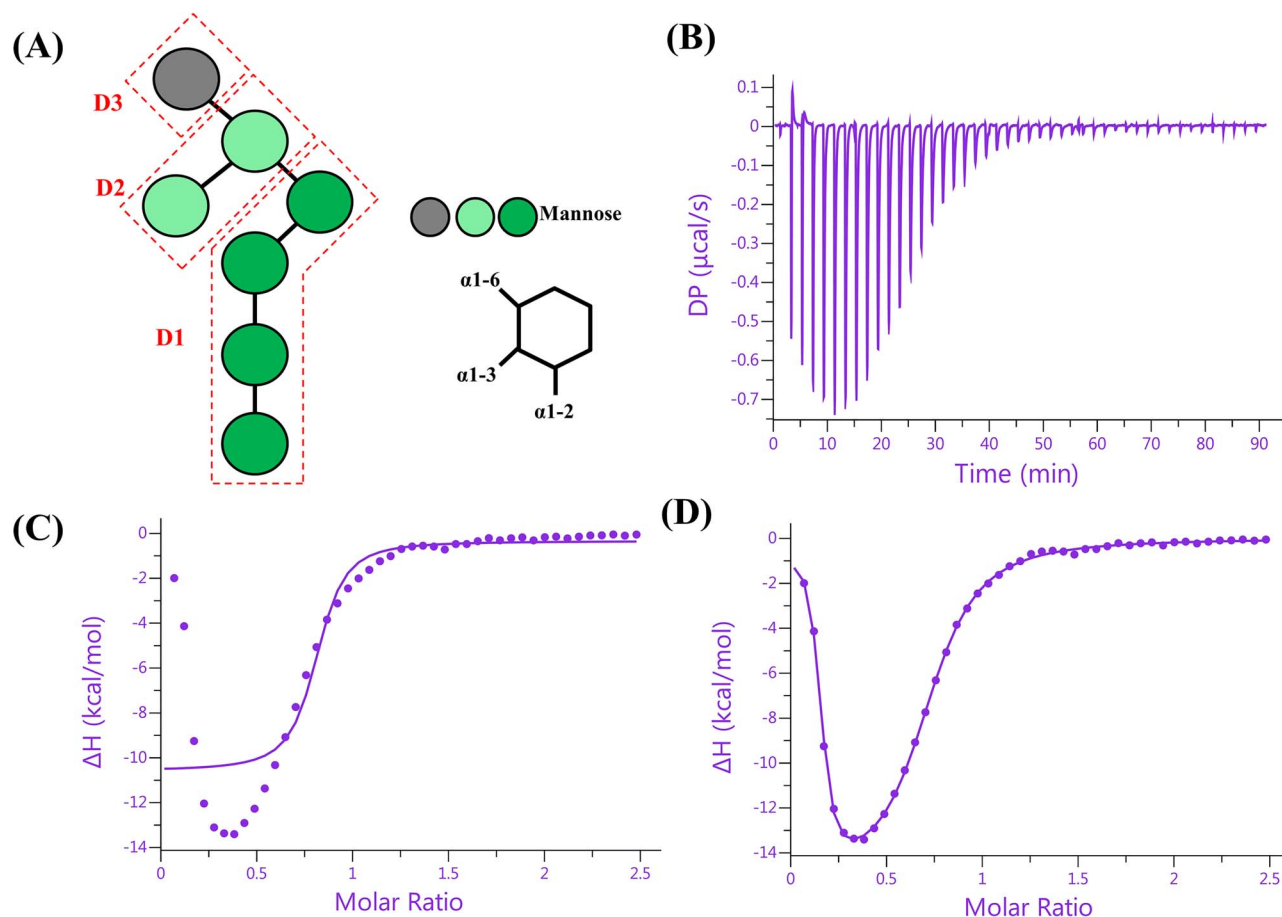 (A)
D3
D2
D1
Mannose
α1-6
α1-3
α1-2
(B)
0.1
0
-0.1
-0.2
-0.3
-0.4
-0.5
-0.6
-0.7
DP (μcal/s)
0 10 20 30 40 50 60 70 80 90
Time (min)
(C)
0
-2
-4
-6
-8
-10
-12
-14
ΔH (kcal/mol)
0 0.5 1 1.5 2 2.5
Molar Ratio
(D)
0
-2
-4
-6
-8
-10
-12
-14
ΔH (kcal/mol)
0 0.5 1 1.5 2 2.5
Molar Ratio